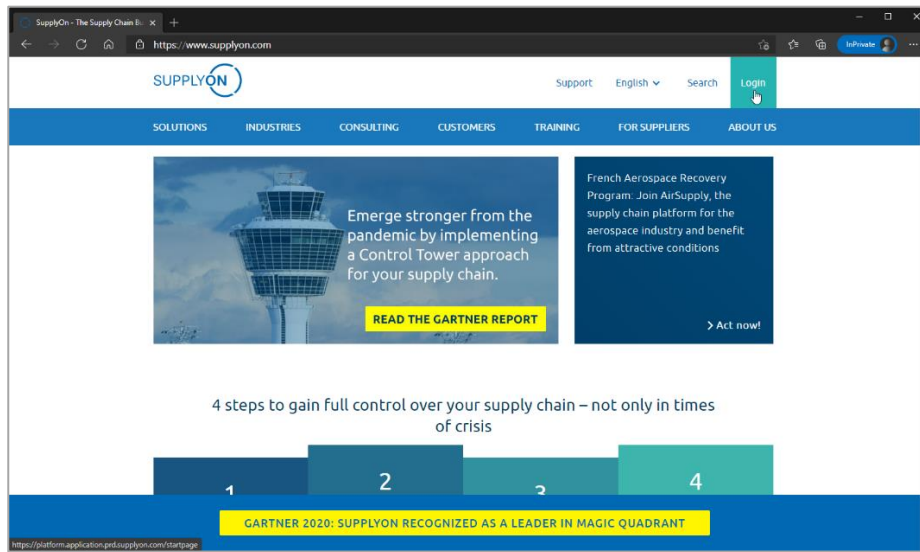 SupplyOn - The Supply Chain Bu
https://www.supplyon.com
InPrivate
SUPPLYON
Support English Search Login
SOLUTIONS INDUSTRIES CONSULTING CUSTOMERS TRAINING FOR SUPPLIERS ABOUT US
Emerge stronger from the
pandemic by implementing
a Control Tower approach
for your supply chain.
READ THE GARTNER REPORT
French Aerospace Recovery
Program: Join AirSupply, the
supply chain platform for the
aerospace industry and benefit
from attractive conditions
> Act now!
4 steps to gain full control over your supply chain – not only in times
of crisis
1 2 3 4
GARTNER 2020: SUPPLYON RECOGNIZED AS A LEADER IN MAGIC QUADRANT
https://platform.application.prd.supplyon.com/startpage